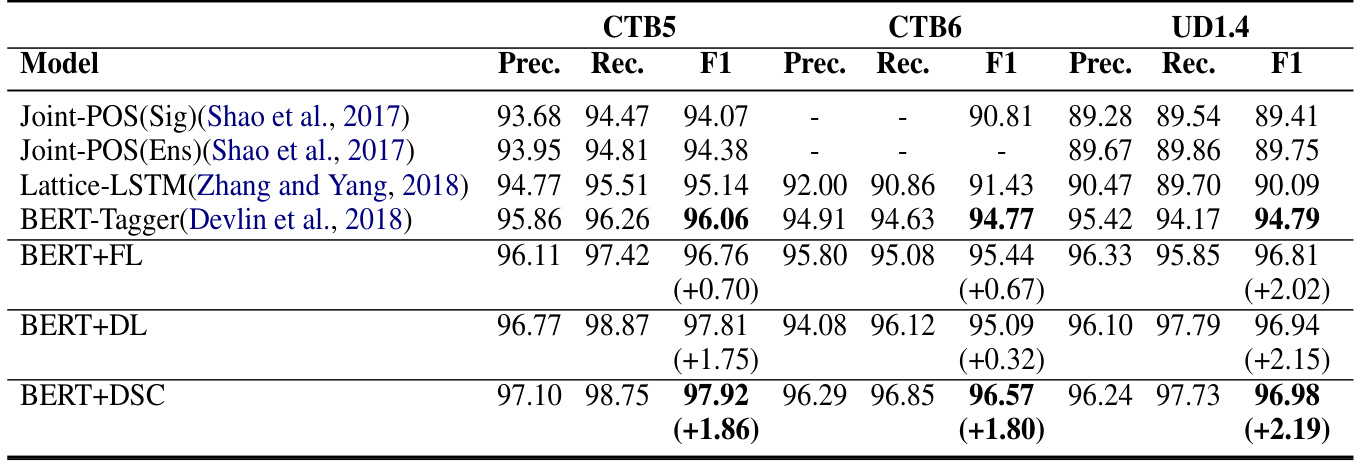 CTB5 CTB6 UD1.4
Model Prec. Rec. F1 Prec. Rec. F1 Prec. Rec. F1
Joint-POS(Sig)(Shao et al., 2017) 93.68 94.47 94.07 - - 90.81 89.28 89.54 89.41
Joint-POS(Ens)(Shao et al., 2017) 93.95 94.81 94.38 - - - 89.67 89.86 89.75
Lattice-LSTM(Zhang and Yang, 2018) 94.77 95.51 95.14 92.00 90.86 91.43 90.47 89.70 90.09
BERT-Tagger(Devlin et al., 2018) 95.86 96.26 96.06 94.91 94.63 94.77 95.42 94.17 94.79
BERT+FL 96.11 97.42 96.76 95.80 95.08 95.44 96.33 95.85 96.81
(+0.70) (+0.67) (+2.02)
BERT+DL 96.77 98.87 97.81 94.08 96.12 95.09 96.10 97.79 96.94
(+1.75) (+0.32) (+2.15)
BERT+DSC 97.10 98.75 97.92 96.29 96.85 96.57 96.24 97.73 96.98
(+1.86) (+1.80) (+2.19)